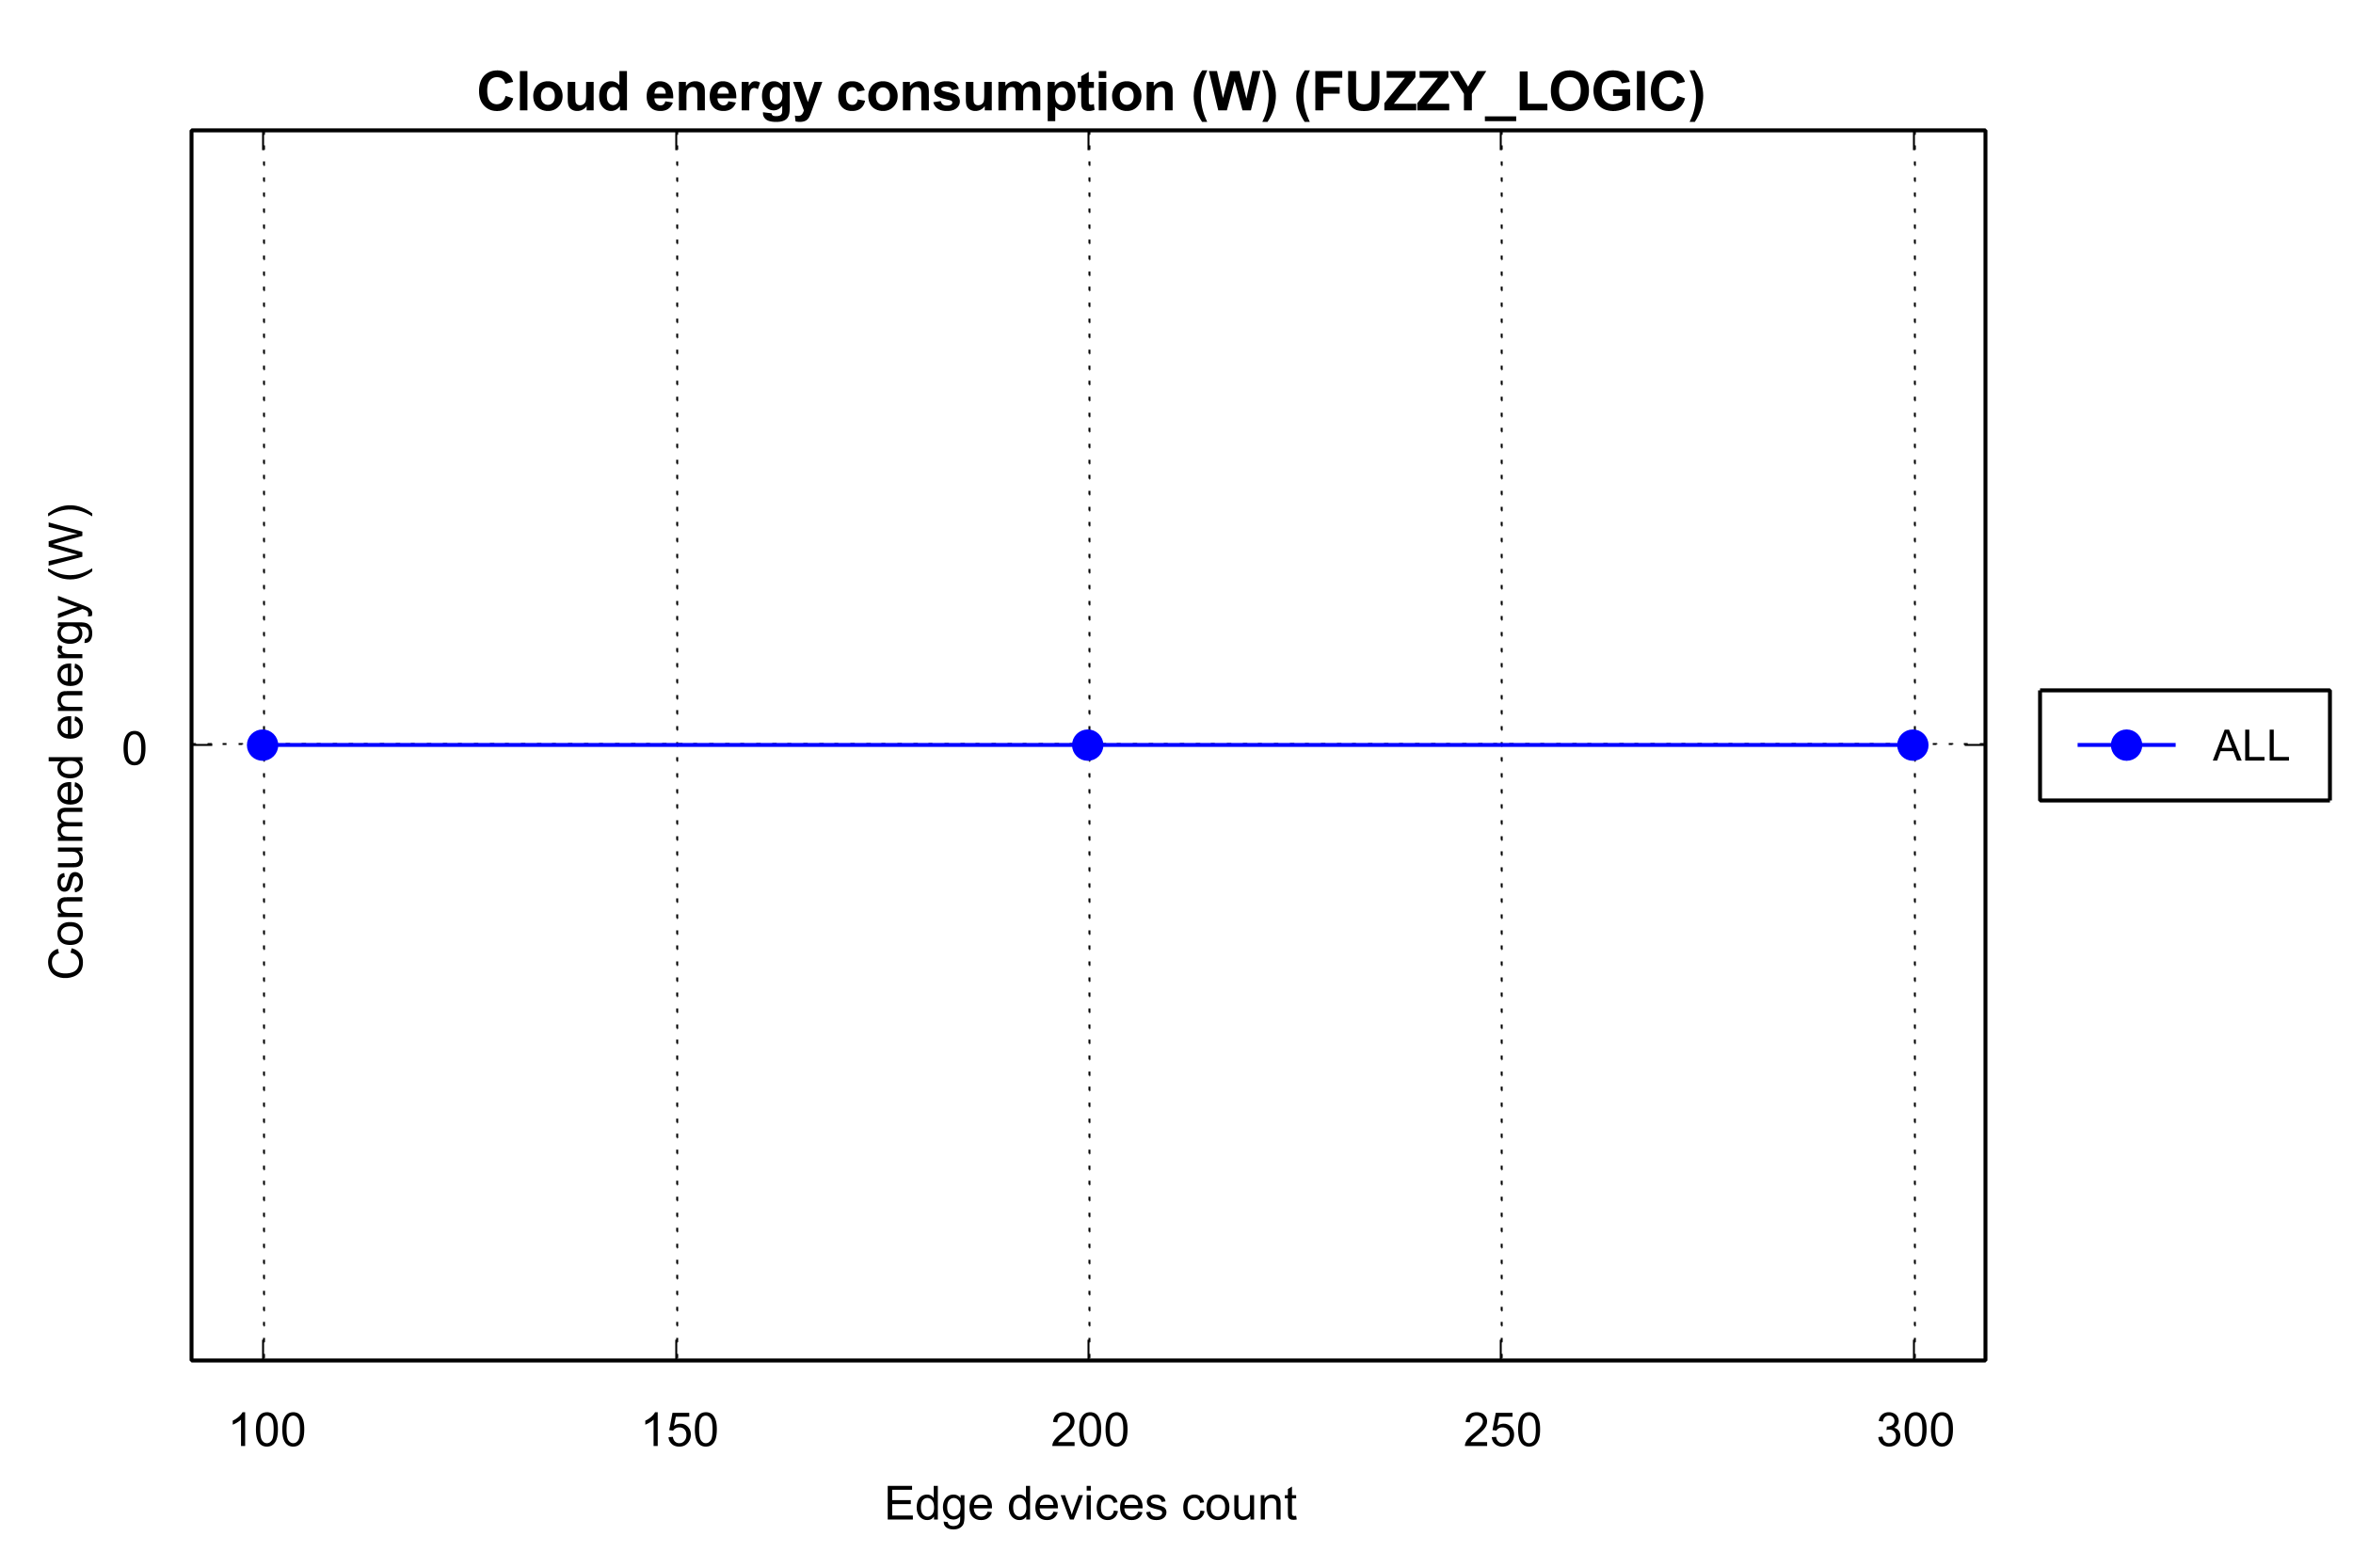 Cloud energy consumption (W) (FUZZY_LOGIC)
Consumed energy (W)
0
ALL
100 150 200 250 300
Edge devices count